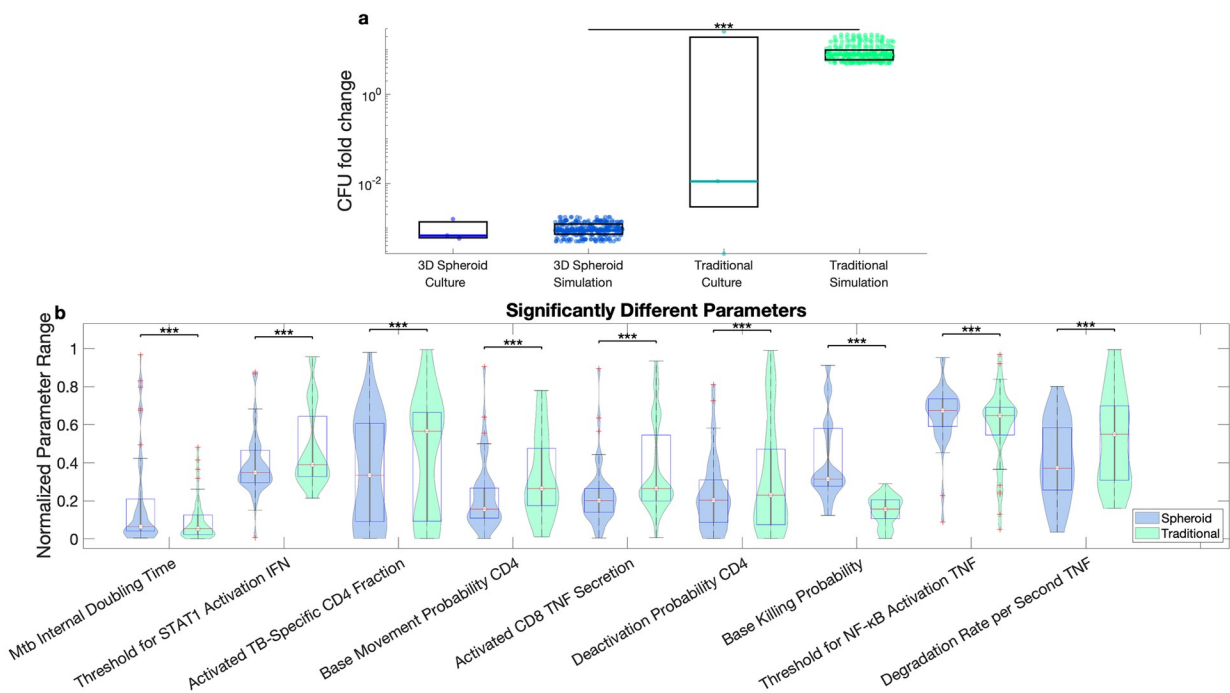 a
***
CFU fold change
10^0
10^-2
3D Spheroid
Culture
3D Spheroid
Simulation
Traditional
Culture
Traditional
Simulation
b
Significantly Different Parameters
Normalized Parameter Range
1
0.8
0.6
0.4
0.2
0
***
***
***
***
***
***
***
***
***
Spheroid
Traditional
Mtb Internal Doubling Time
Threshold for STAT1 Activation IFN
Activated TB-Specific CD4 Fraction
Base Movement Probability CD4
Activated CD8 TNF Secretion
Deactivation Probability CD4
Base Killing Probability
Threshold for NF-κB Activation TNF
Degradation Rate per Second TNF